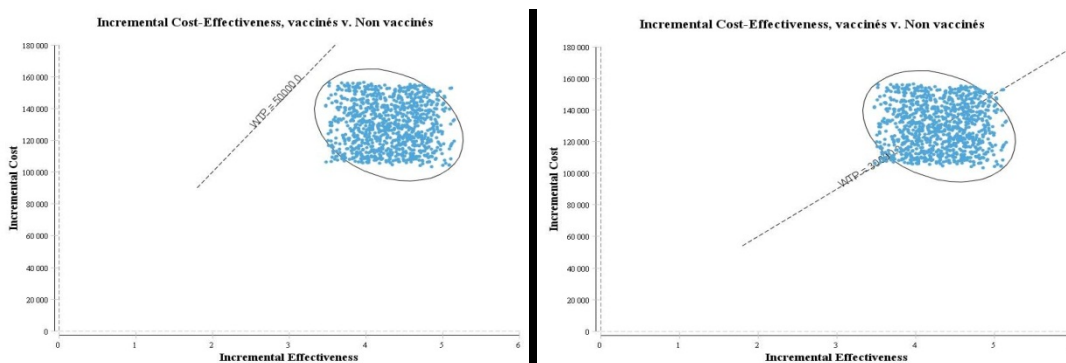 Incremental Cost-Effectiveness, vaccinés v. Non vaccinés
180 000
160 000
140 000
120 000
100 000
80 000
60 000
40 000
20 000
0
Incremental Cost
WTP = 50000.0
0 1 2 3 4 5 6
Incremental Effectiveness
Incremental Cost-Effectiveness, vaccinés v. Non vaccinés
180 000
160 000
140 000
120 000
100 000
80 000
60 000
40 000
20 000
0
Incremental Cost
WTP =
0 1 2 3 4 5
Incremental Effectiveness